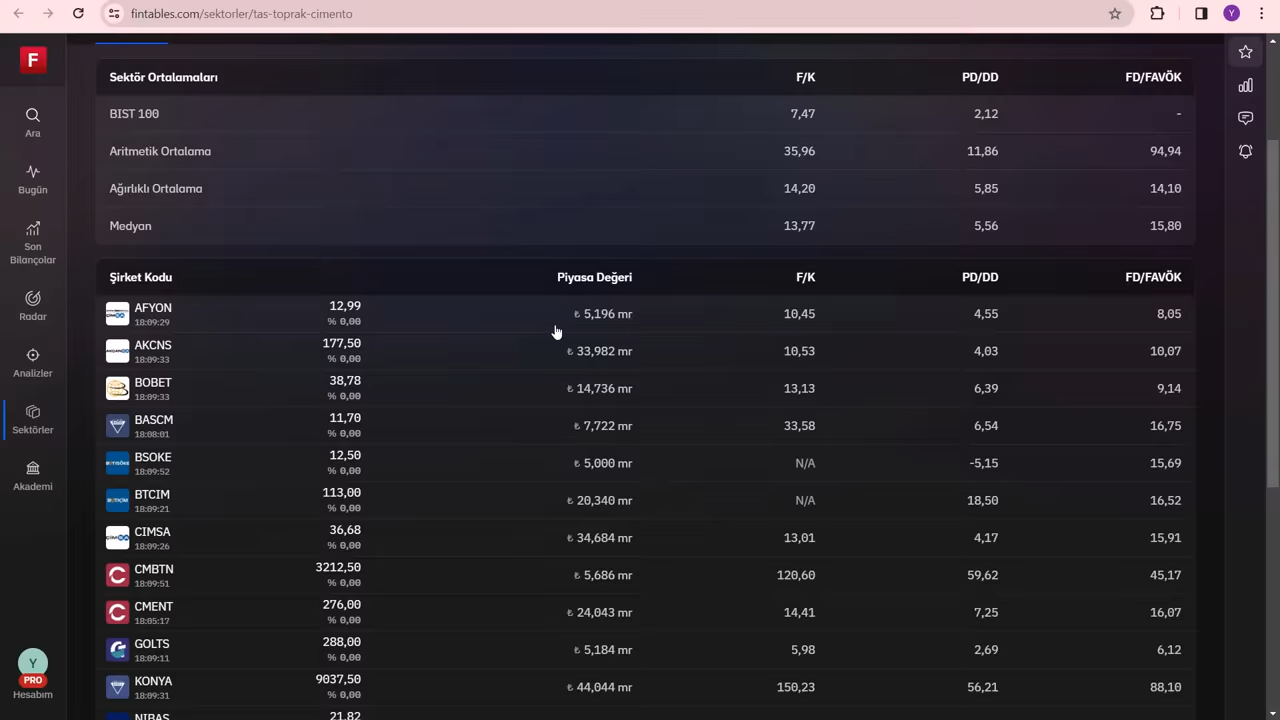 fintables.com/sektorler/tas-toprak-cimento
Y
F
Ara
Bugün
Son
Bilançolar
Radar
Analizler
Sektörler
Akademi
Y
PRO
Hesabım
Sektör Ortalamaları F/K PD/DD FD/FAVÖK
BIST 100 7,47 2,12 -
Aritmetik Ortalama 35,96 11,86 94,94
Ağırlıklı Ortalama 14,20 5,85 14,10
Medyan 13,77 5,56 15,80
Şirket Kodu Piyasa Değeri F/K PD/DD FD/FAVÖK
AFYON 12,99 ₺ 5,196 mr 10,45 4,55 8,05
18:09:29 % 0,00
AKCNS 177,50 ₺ 33,982 mr 10,53 4,03 10,07
18:09:33 % 0,00
BOBET 38,78 ₺ 14,736 mr 13,13 6,39 9,14
18:09:33 % 0,00
BASCM 11,70 ₺ 7,722 mr 33,58 6,54 16,75
18:08:01 % 0,00
BSOKE 12,50 ₺ 5,000 mr N/A -5,15 15,69
18:09:52 % 0,00
BTCIM 113,00 ₺ 20,340 mr N/A 18,50 16,52
18:09:21 % 0,00
CIMSA 36,68 ₺ 34,684 mr 13,01 4,17 15,91
18:09:26 % 0,00
CMBTN 3212,50 ₺ 5,686 mr 120,60 59,62 45,17
18:09:51 % 0,00
CMENT 276,00 ₺ 24,043 mr 14,41 7,25 16,07
18:05:17 % 0,00
GOLTS 288,00 ₺ 5,184 mr 5,98 2,69 6,12
18:09:11 % 0,00
KONYA 9037,50 ₺ 44,044 mr 150,23 56,21 88,10
18:09:31 % 0,00
NIBAS 21,82